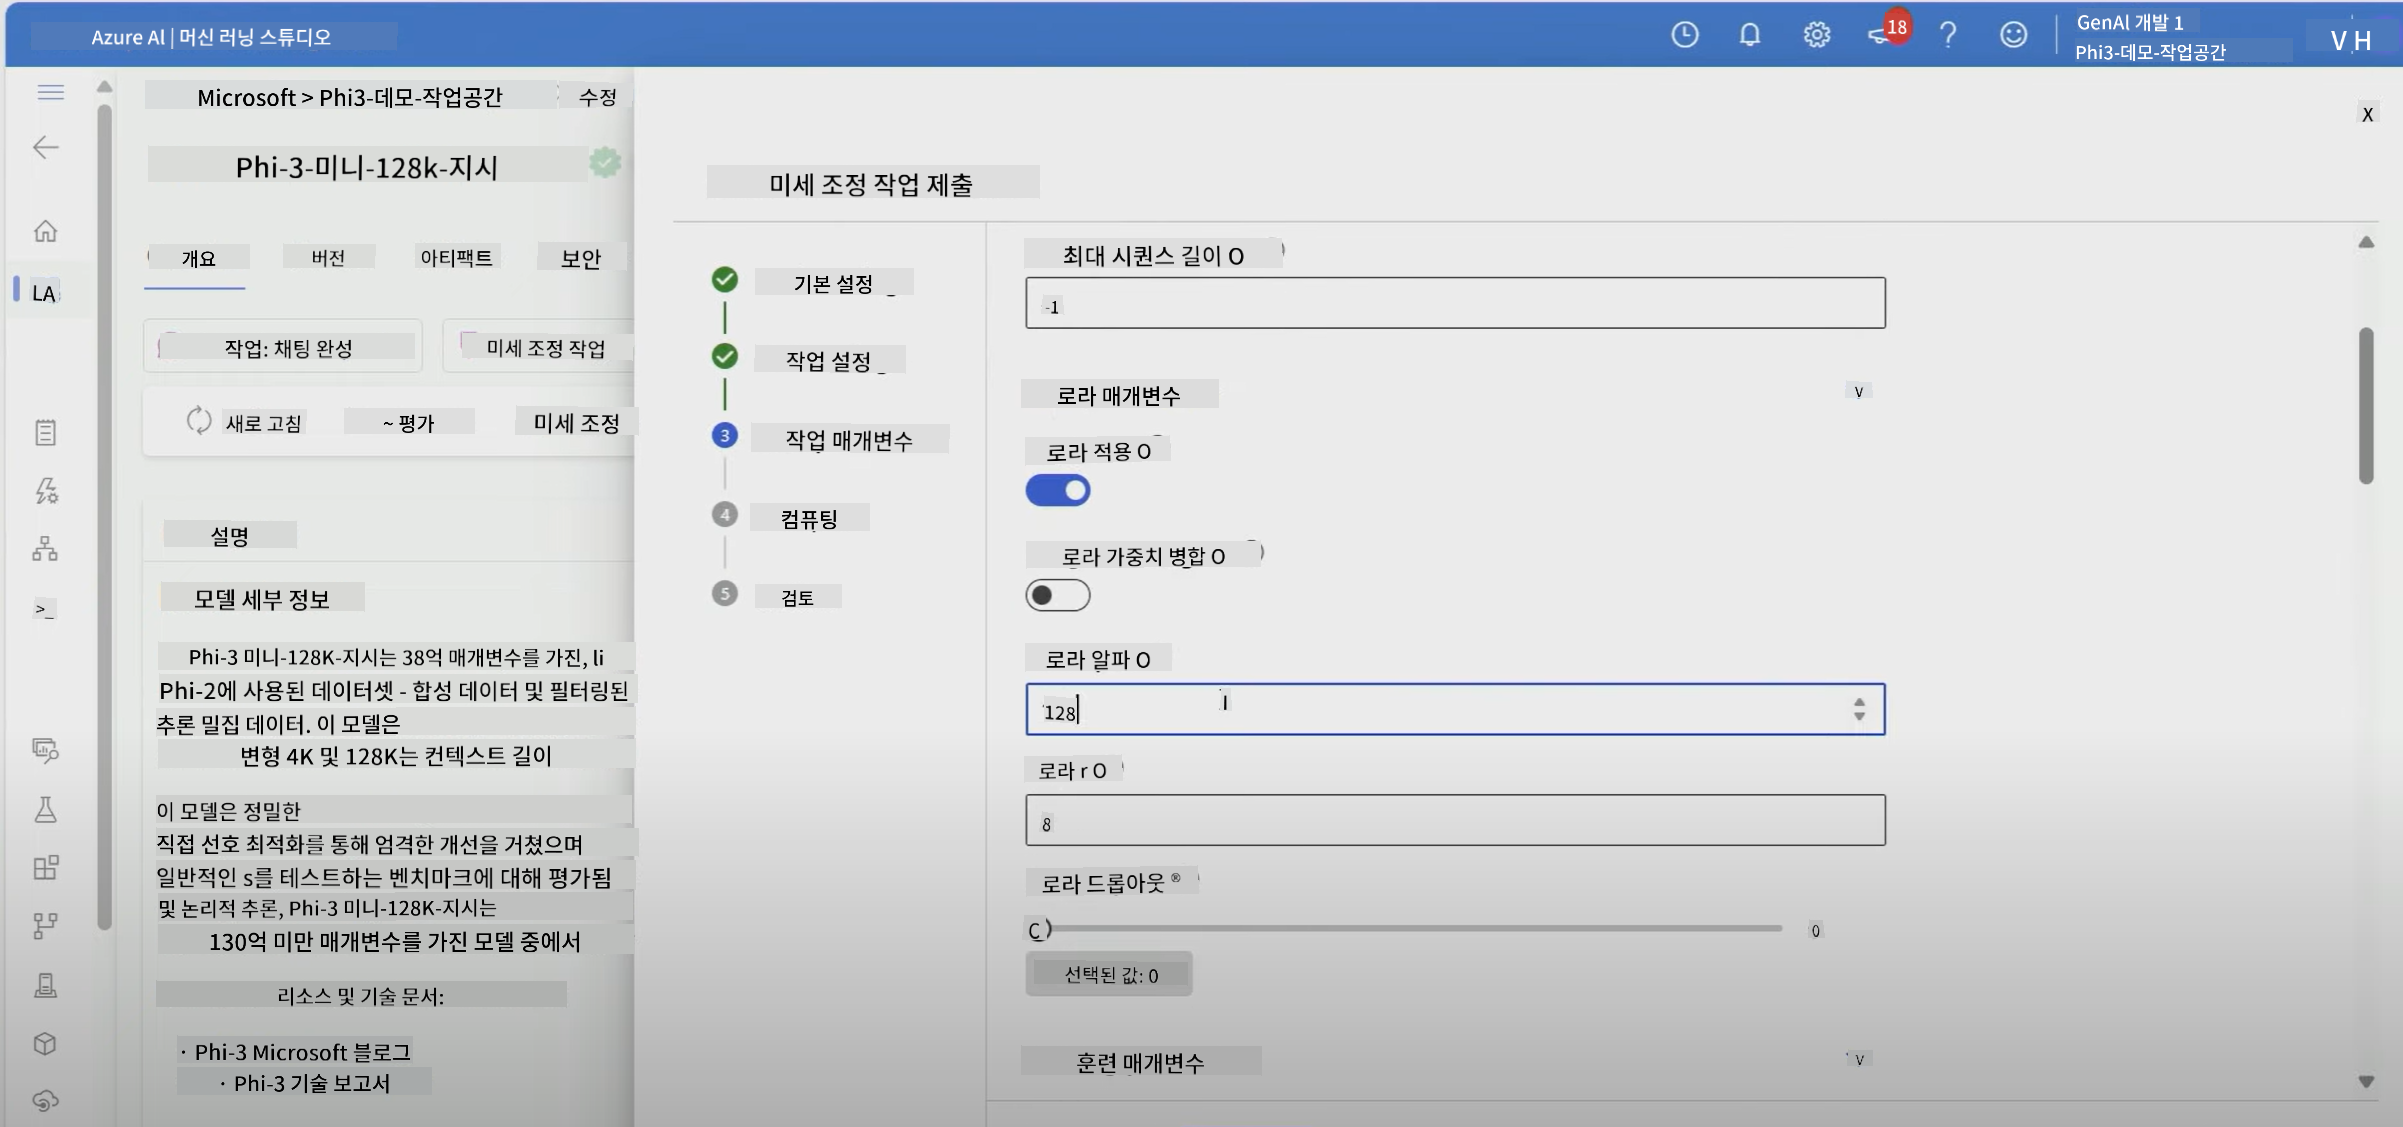 Azure AI | 머신 러닝 스튜디오
18
GenAI 개발 1
Phi3-데모-작업공간
V H
Microsoft > Phi3-데모-작업공간
수정
X
Phi-3-미니-128k-지시
미세 조정 작업 제출
개요
버전
아티팩트
보안
LA
작업: 채팅 완성
미세 조정 작업
새로 고침
~ 평가
미세 조정
설명
모델 세부 정보
>_
Phi-3 미니-128K-지시는 38억 매개변수를 가진, li
Phi-2에 사용된 데이터셋 - 합성 데이터 및 필터링된
추론 밀집 데이터. 이 모델은
변형 4K 및 128K는 컨텍스트 길이
이 모델은 정밀한
직접 선호 최적화를 통해 엄격한 개선을 거쳤으며
일반적인 s를 테스트하는 벤치마크에 대해 평가됨
및 논리적 추론, Phi-3 미니-128K-지시는
130억 미만 매개변수를 가진 모델 중에서
리소스 및 기술 문서:
· Phi-3 Microsoft 블로그
· Phi-3 기술 보고서
기본 설정
작업 설정
3 작업 매개변수
4 컴퓨팅
5 검토
최대 시퀀스 길이 O
-1
로라 매개변수
V
로라 적용 O
로라 가중치 병합 O
로라 알파 O
128
I
로라 r O
8
로라 드롭아웃 ®
C
0
선택된 값: 0
훈련 매개변수
V